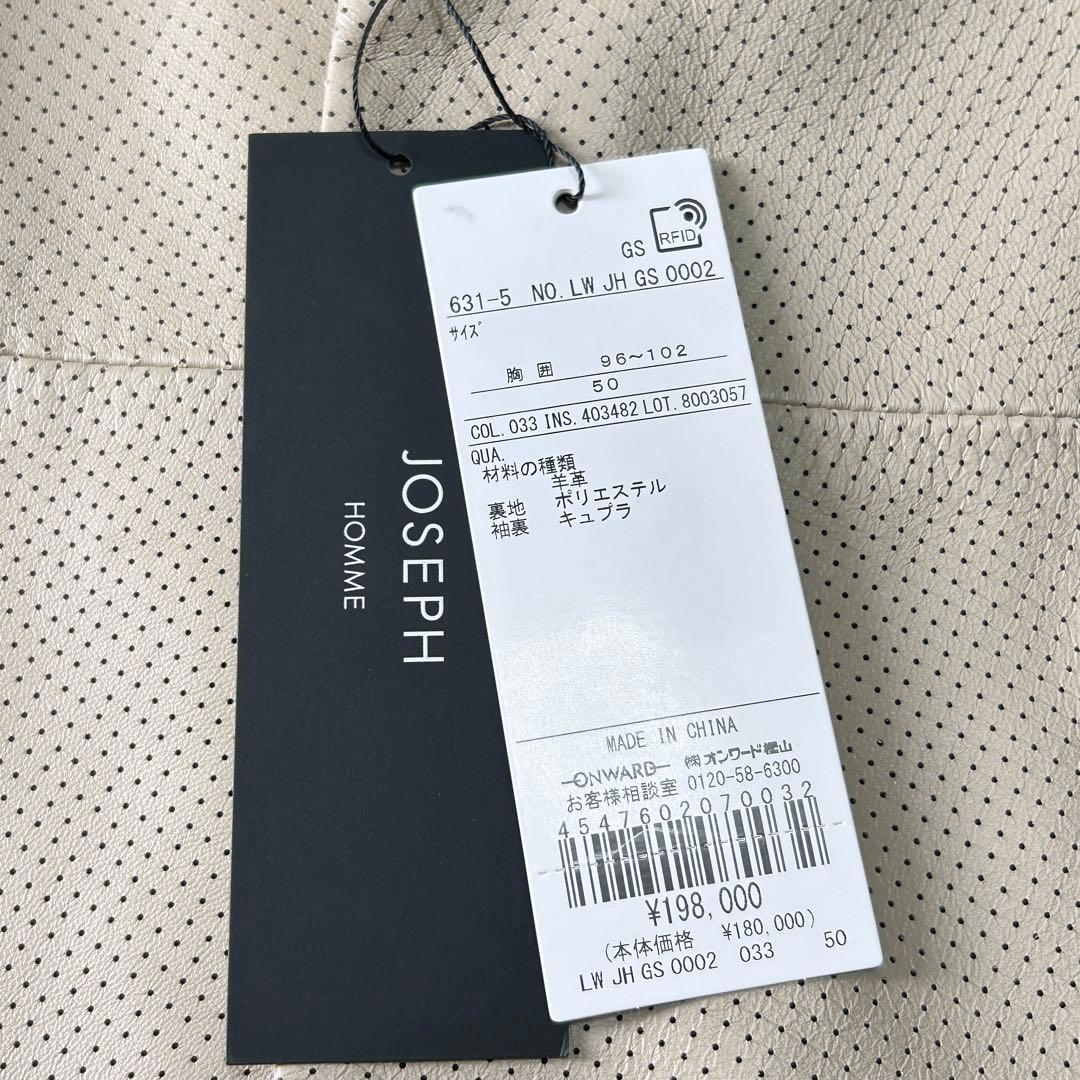 JOSEPH
HOMME
GS RFID
631-5 NO. LW JH GS 0002
サイズ
胸囲 96~102
50
COL. 033 INS. 403482 LOT. 8003057
QUA.
材料の種類
羊革
裏地 ポリエステル
袖裏 キュプラ
MADE IN CHINA
ONWARD ㈱オンワード樫山
お客様相談室 0120-58-6300
4547602070032
¥198,000
(本体価格 ¥180,000)
LW JH GS 0002 033 50